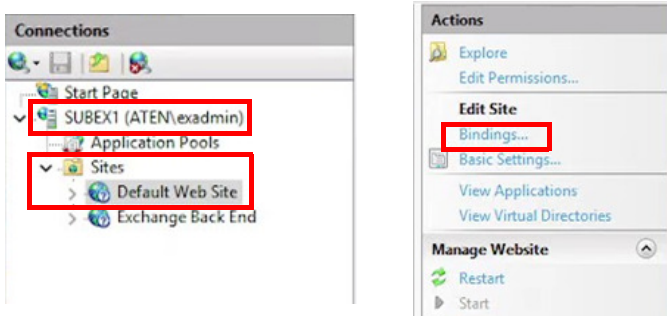 Connections
Start Page
SUBEX1 (ATEN\exadmin)
Application Pools
Sites
Default Web Site
Exchange Back End
Actions
Explore
Edit Permissions...
Edit Site
Bindings...
Basic Settings...
View Applications
View Virtual Directories
Manage Website
Restart
Start